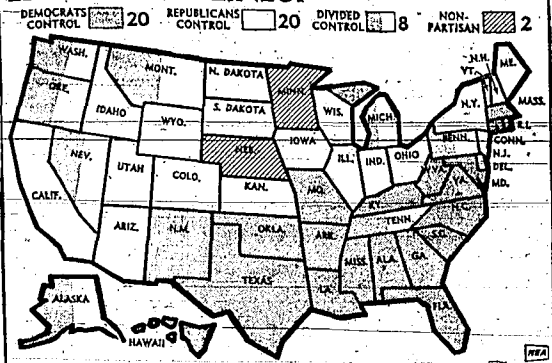 DEMOCRATS CONTROL 20 REPUBLICANS CONTROL 20 DIVIDED CONTROL 8 NON-PARTISAN 2
WASH.
MONT.
N. DAKOTA
MINN.
N.H.
VT.
ME.
ORE.
IDAHO
WYO.
S. DAKOTA
WIS.
MICH.
N.Y.
MASS.
R.I.
CONN.
N.J.
DEL.
MD.
NEV.
UTAH
COLO.
NEB.
IOWA
ILL.
IND.
OHIO
PENN.
W.VA.
VA.
CALIF.
KAN.
MO.
KY.
N.C.
TENN.
S.C.
ARIZ.
N.M.
OKLA.
ARK.
MISS.
ALA.
GA.
TEXAS
LA.
FLA.
ALASKA
HAWAII
NEA